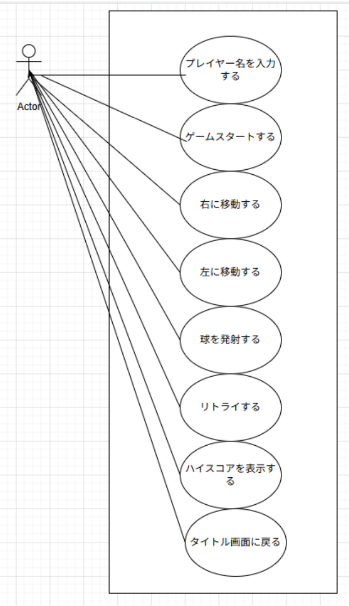 プレイヤー名を入力
する
Actor
ゲームスタートする
右に移動する
左に移動する
球を発射する
リトライする
ハイスコアを表示す
る
タイトル画面に戻る